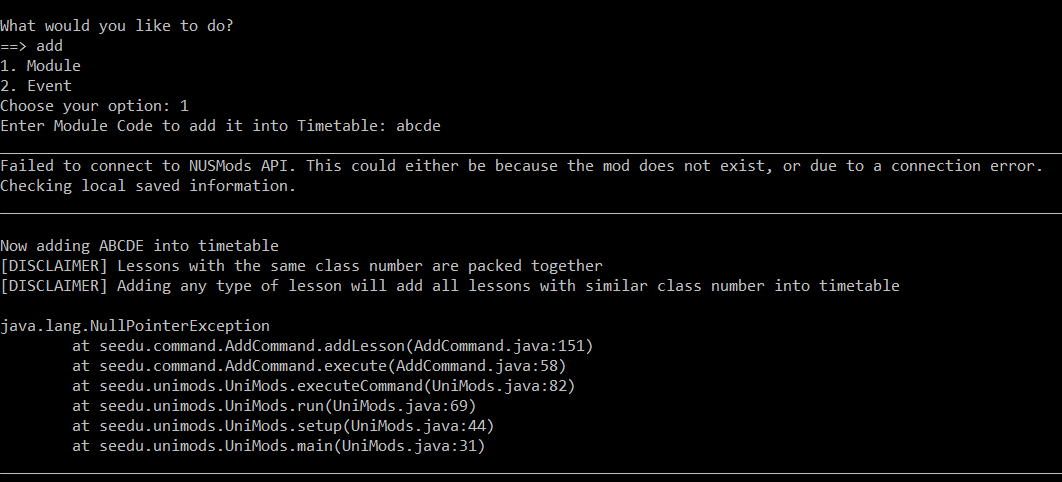 What would you like to do?
==> add
1. Module
2. Event
Choose your option: 1
Enter Module Code to add it into Timetable: abcde
Failed to connect to NUSMods API. This could either be because the mod does not exist, or due to a connection error.
Checking local saved information.
Now adding ABCDE into timetable
[DISCLAIMER] Lessons with the same class number are packed together
[DISCLAIMER] Adding any type of lesson will add all lessons with similar class number into timetable
java.lang.NullPointerException
at seedu.command.AddCommand.addLesson(AddCommand.java:151)
at seedu.command.AddCommand.execute(AddCommand.java:58)
at seedu.unimods.UniMods.executeCommand(UniMods.java:82)
at seedu.unimods.UniMods.run(UniMods.java:69)
at seedu.unimods.UniMods.setup(UniMods.java:44)
at seedu.unimods.UniMods.main(UniMods.java:31)